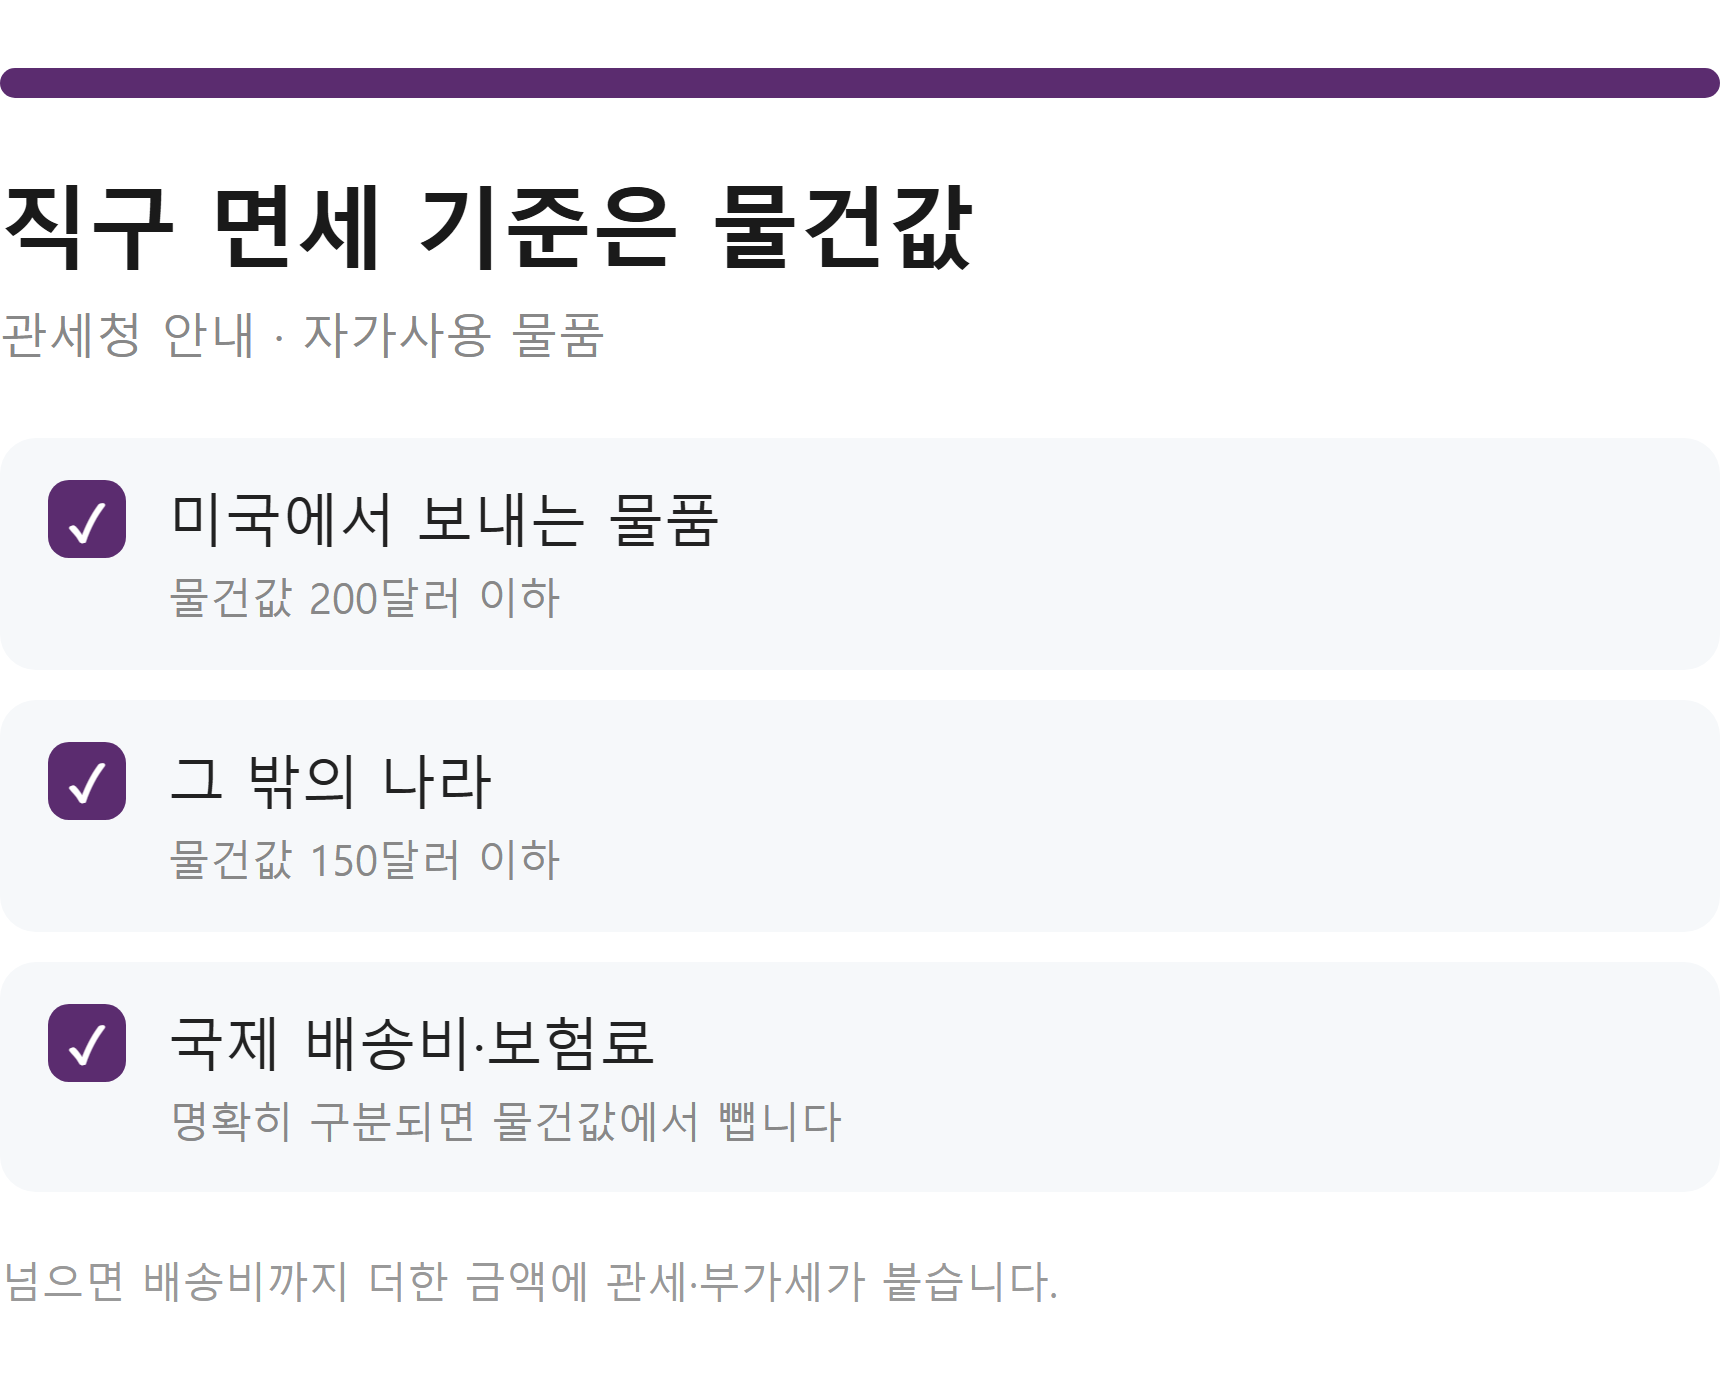 직구 면세 기준은 물건값
관세청 안내 · 자가사용 물품
미국에서 보내는 물품
물건값 200달러 이하
그 밖의 나라
물건값 150달러 이하
국제 배송비·보험료
명확히 구분되면 물건값에서 뺍니다
넘으면 배송비까지 더한 금액에 관세·부가세가 붙습니다.